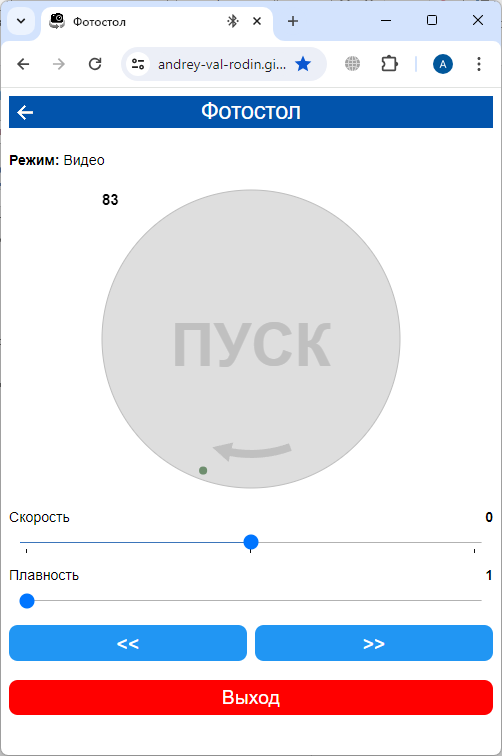 Фотостол
andrey-val-rodin.gi...
A
Фотостол
Режим: Видео
83
ПУСК
Скорость 0
Плавность 1
<< >>
Выход